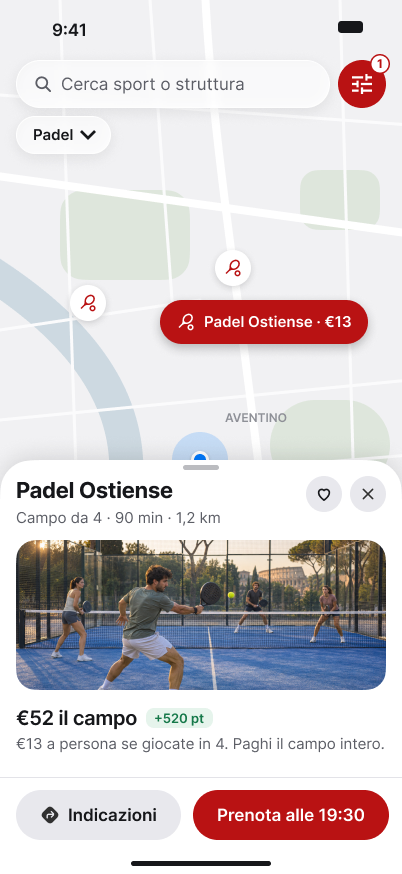 9:41
Cerca sport o struttura
1
Padel
Padel Ostiense · €13
AVENTINO
Padel Ostiense
Campo da 4 · 90 min · 1,2 km
€52 il campo +520 pt
€13 a persona se giocate in 4. Paghi il campo intero.
Indicazioni
Prenota alle 19:30